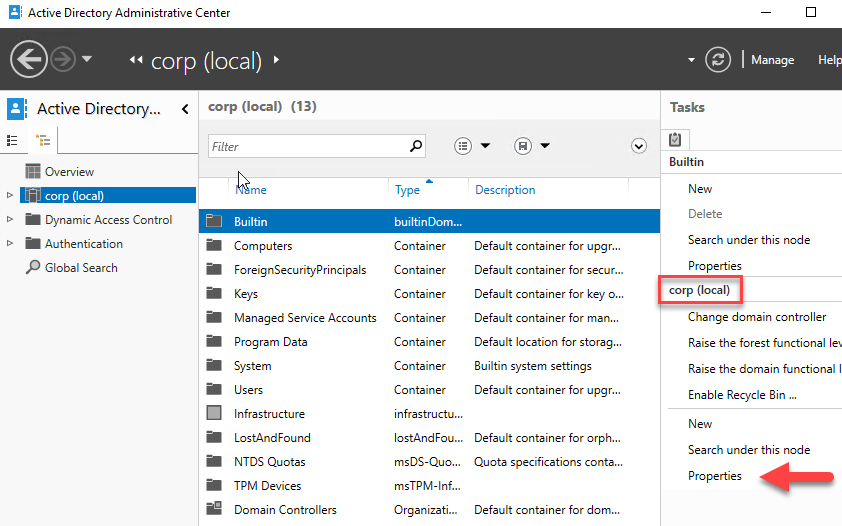 Active Directory Administrative Center
corp (local)
Manage
Help
Active Directory...
Overview
corp (local)
Dynamic Access Control
Authentication
Global Search
corp (local) (13)
Filter
Name Type Description
Builtin builtinDom...
Computers Container Default container for upgr...
ForeignSecurityPrincipals Container Default container for secur...
Keys Container Default container for key o...
Managed Service Accounts Container Default container for man...
Program Data Container Default location for storag...
System Container Builtin system settings
Users Container Default container for upgr...
Infrastructure infrastructu...
LostAndFound lostAndFou... Default container for orph...
NTDS Quotas msDS-Quo... Quota specifications conta...
TPM Devices msTPM-Inf...
Domain Controllers Organizati... Default container for dom...
Tasks
Builtin
New
Delete
Search under this node
Properties
corp (local)
Change domain controller
Raise the forest functional lev
Raise the domain functional l
Enable Recycle Bin ...
New
Search under this node
Properties